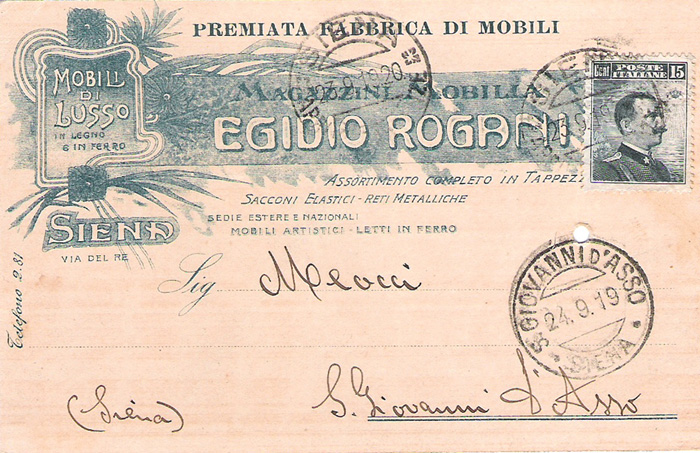 PREMIATA FABBRICA DI MOBILI
MOBILI
DI
LUSSO
IN LEGNO
E IN FERRO
MAGAZZINI MOBILIA
EGIDIO ROGANI
ASSORTIMENTO COMPLETO IN TAPPEZ
SACCONI ELASTICI - RETI METALLICHE
SEDIE ESTERE E NAZIONALI
MOBILI ARTISTICI - LETTI IN FERRO
SIENA
VIA DEL RE
Telefono 2.81
Cent. POSTE ITALIANE 15
Sig Meocci
S. GIOVANNI D'ASSO
24.9.19
SIENA
(Siena)
S. Giovanni d'Asso